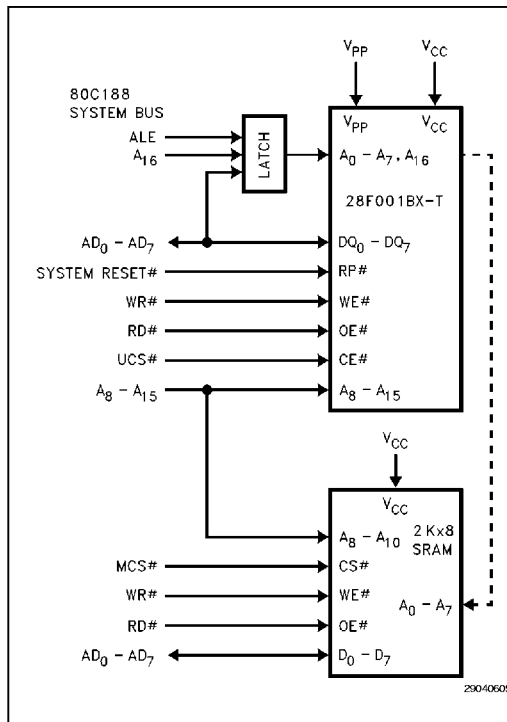 V_PP V_CC
80C188
SYSTEM BUS
ALE
A_16
LATCH
V_PP V_CC
A_0 – A_7, A_16
28F001BX-T
AD_0 – AD_7 DQ_0 – DQ_7
SYSTEM RESET# RP#
WR# WE#
RD# OE#
UCS# CE#
A_8 – A_15 A_8 – A_15
V_CC
V_CC
A_8 – A_10 2 Kx8
SRAM
MCS# CS#
WR# WE#
A_0 – A_7
RD# OE#
AD_0 – AD_7 D_0 – D_7